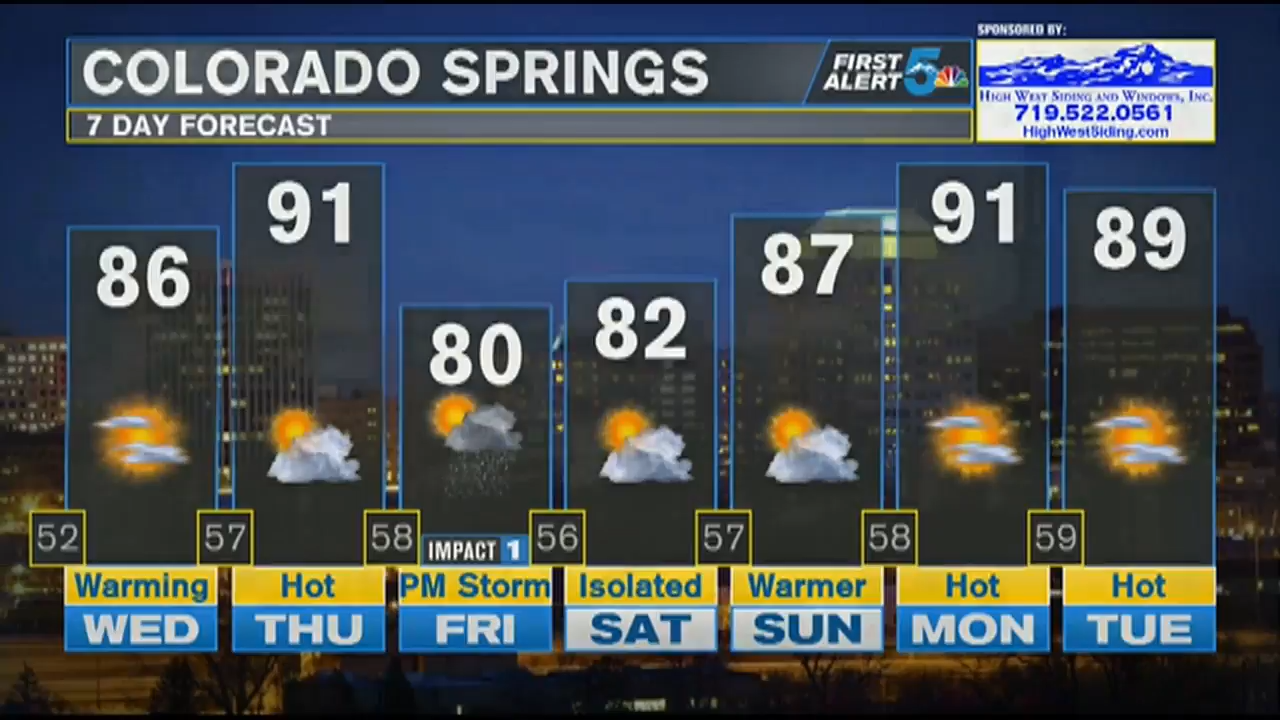 SPONSORED BY:
COLORADO SPRINGS
FIRST
ALERT 5
HIGH WEST SIDING AND WINDOWS, INC.
719.522.0561
HighWestSiding.com
7 DAY FORECAST
86
91
80
82
87
91
89
52
57
58
56
57
58
59
IMPACT 1
Warming
Hot
PM Storm
Isolated
Warmer
Hot
Hot
WED
THU
FRI
SAT
SUN
MON
TUE